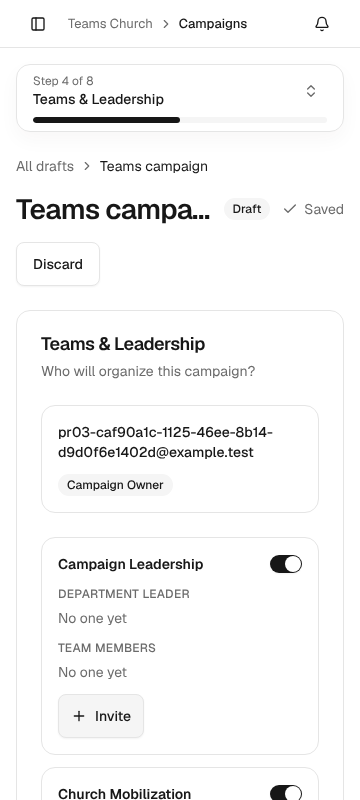 Teams Church > Campaigns
Step 4 of 8
Teams & Leadership
All drafts > Teams campaign
Teams campa... Draft Saved
Discard
Teams & Leadership
Who will organize this campaign?
pr03-caf90a1c-1125-46ee-8b14-
d9d0f6e1402d@example.test
Campaign Owner
Campaign Leadership
DEPARTMENT LEADER
No one yet
TEAM MEMBERS
No one yet
+ Invite
Church Mobilization